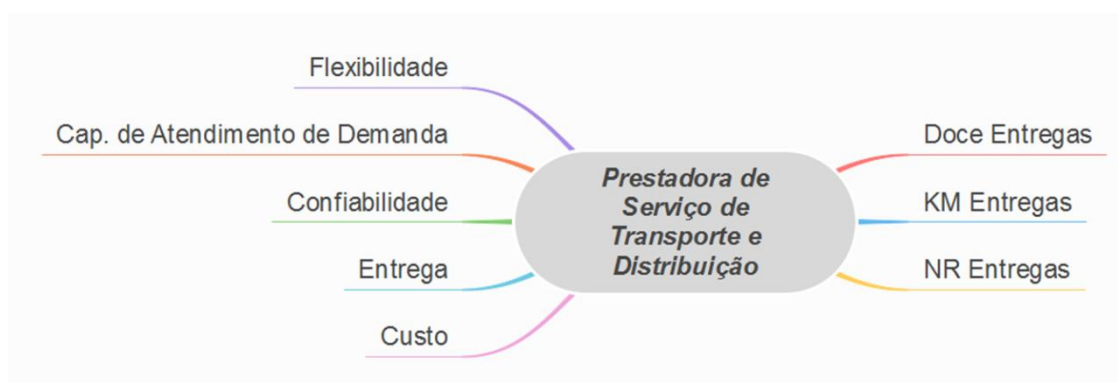 Flexibilidade
Cap. de Atendimento de Demanda
Confiabilidade
Entrega
Custo
Prestadora de
Serviço de
Transporte e
Distribuição
Doce Entregas
KM Entregas
NR Entregas